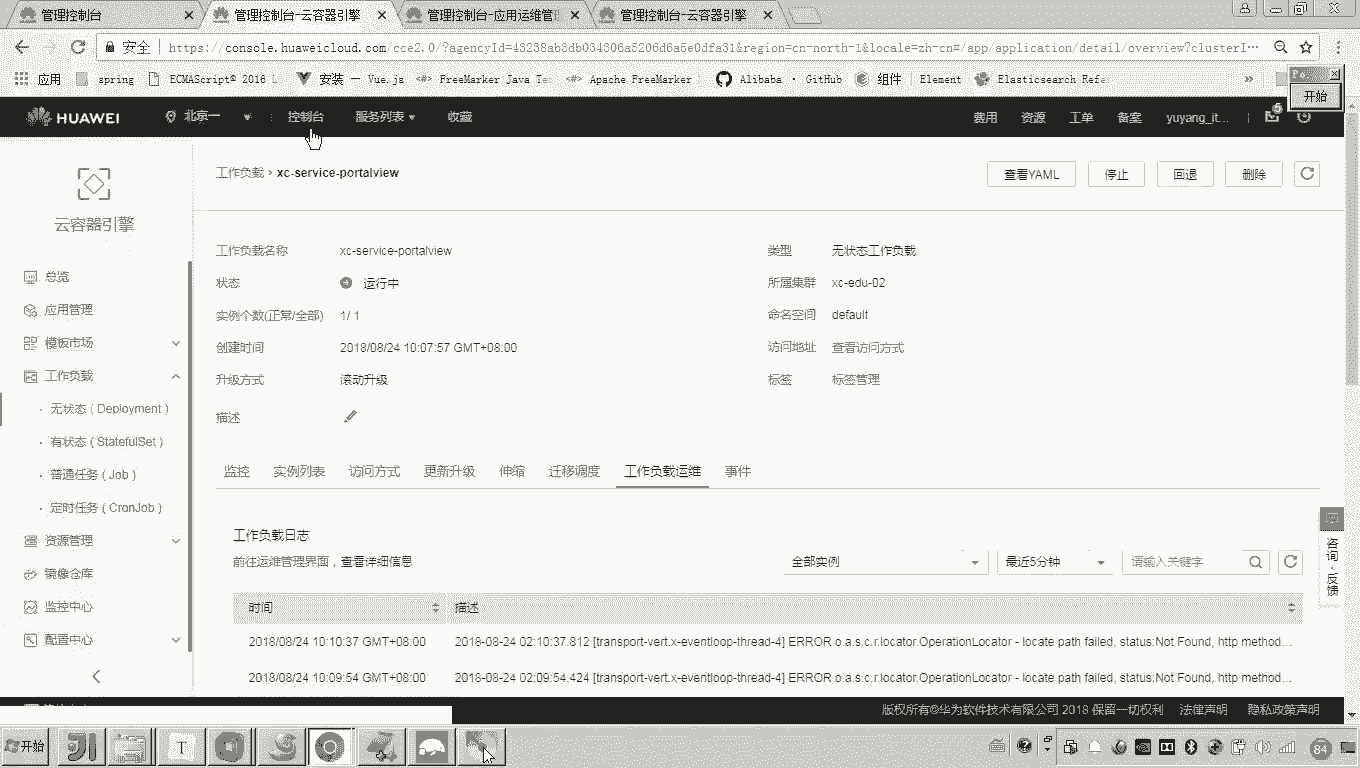 管理控制台
管理控制台-云容器引擎
管理控制台-应用运维管
管理控制台-云容器引擎
安全 https://console.huaweicloud.com/cce2.0/?agencyId=43238ab3db034306a5206d6a5e0dfa31&region=cn-north-1&locale=zh-cn#/app/application/detail/overview?clusterI…
应用 spring ECMAScript® 2016 L 安装 — Vue.js FreeMarker Java Te Apache FreeMarker Alibaba · GitHub 组件 | Element Elasticsearch Refe
开始
HUAWEI 北京一 控制台 服务列表 收藏 费用 资源 工单 备案 yuyang_it... 5
云容器引擎
总览
应用管理
模板市场
工作负载
· 无状态 ( Deployment )
· 有状态 ( StatefulSet )
· 普通任务 ( Job )
· 定时任务 ( CronJob )
资源管理
镜像仓库
监控中心
配置中心
工作负载 › xc-service-portalview 查看YAML 停止 回退 删除
工作负载名称 xc-service-portalview 类型 无状态工作负载
状态 运行中 所属集群 xc-edu-02
实例个数(正常/全部) 1/ 1 命名空间 default
创建时间 2018/08/24 10:07:57 GMT+08:00 访问地址 查看访问方式
升级方式 滚动升级 标签 标签管理
描述
监控 实例列表 访问方式 更新升级 伸缩 迁移调度 工作负载运维 事件
工作负载日志
前往运维管理界面，查看详细信息 全部实例 最近5分钟 请输入关键字
时间 描述
2018/08/24 10:10:37 GMT+08:00 2018-08-24 02:10:37.812 [transport-vert.x-eventloop-thread-4] ERROR o.a.s.c.r.locator.OperationLocator - locate path failed, status:Not Found, http method...
2018/08/24 10:09:54 GMT+08:00 2018-08-24 02:09:54.424 [transport-vert.x-eventloop-thread-4] ERROR o.a.s.c.r.locator.OperationLocator - locate path failed, status:Not Found, http method...
咨询·反馈
版权所有©华为软件技术有限公司 2018 保留一切权利 法律声明 隐私政策声明
开始 T 84